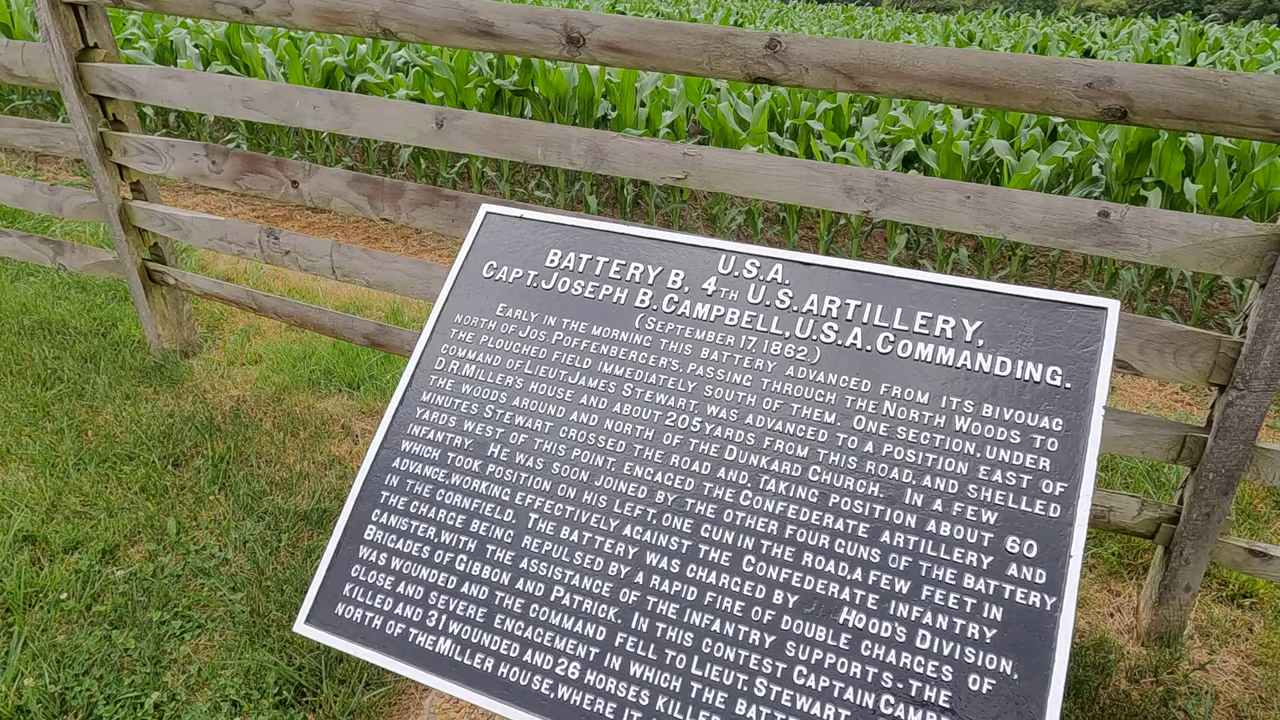 U.S.A.
BATTERY B, 4TH U.S. ARTILLERY,
CAPT. JOSEPH B. CAMPBELL, U.S.A. COMMANDING.
(SEPTEMBER 17, 1862.)
EARLY IN THE MORNING THIS BATTERY ADVANCED FROM ITS BIVOUAC
NORTH OF JOS. POFFENBERGER'S, PASSING THROUGH THE NORTH WOODS TO
THE PLOUGHED FIELD IMMEDIATELY SOUTH OF THEM. ONE SECTION, UNDER
COMMAND OF LIEUT. JAMES STEWART, WAS ADVANCED TO A POSITION EAST OF
D.R. MILLER'S HOUSE AND ABOUT 205 YARDS FROM THIS ROAD, AND SHELLED
THE WOODS AROUND AND NORTH OF THE DUNKARD CHURCH. IN A FEW
MINUTES STEWART CROSSED THE ROAD AND, TAKING POSITION ABOUT 60
YARDS WEST OF THIS POINT, ENGAGED THE CONFEDERATE ARTILLERY AND
INFANTRY. HE WAS SOON JOINED BY THE OTHER FOUR GUNS OF THE BATTERY
WHICH TOOK POSITION ON HIS LEFT, ONE GUN IN THE ROAD, A FEW FEET IN
ADVANCE, WORKING EFFECTIVELY AGAINST THE CONFEDERATE INFANTRY
IN THE CORNFIELD. THE BATTERY WAS CHARGED BY HOOD'S DIVISION,
THE CHARGE BEING REPULSED BY A RAPID FIRE OF DOUBLE CHARGES OF
CANISTER, WITH THE ASSISTANCE OF THE INFANTRY SUPPORTS - THE
BRIGADES OF GIBBON AND PATRICK. IN THIS CONTEST CAPTAIN
WAS WOUNDED AND THE COMMAND FELL TO LIEUT. STEWART
CLOSE AND SEVERE ENGAGEMENT IN WHICH THE
KILLED AND 31 WOUNDED AND 26 HORSES
NORTH OF THE MILLER HOUSE, WHERE IT